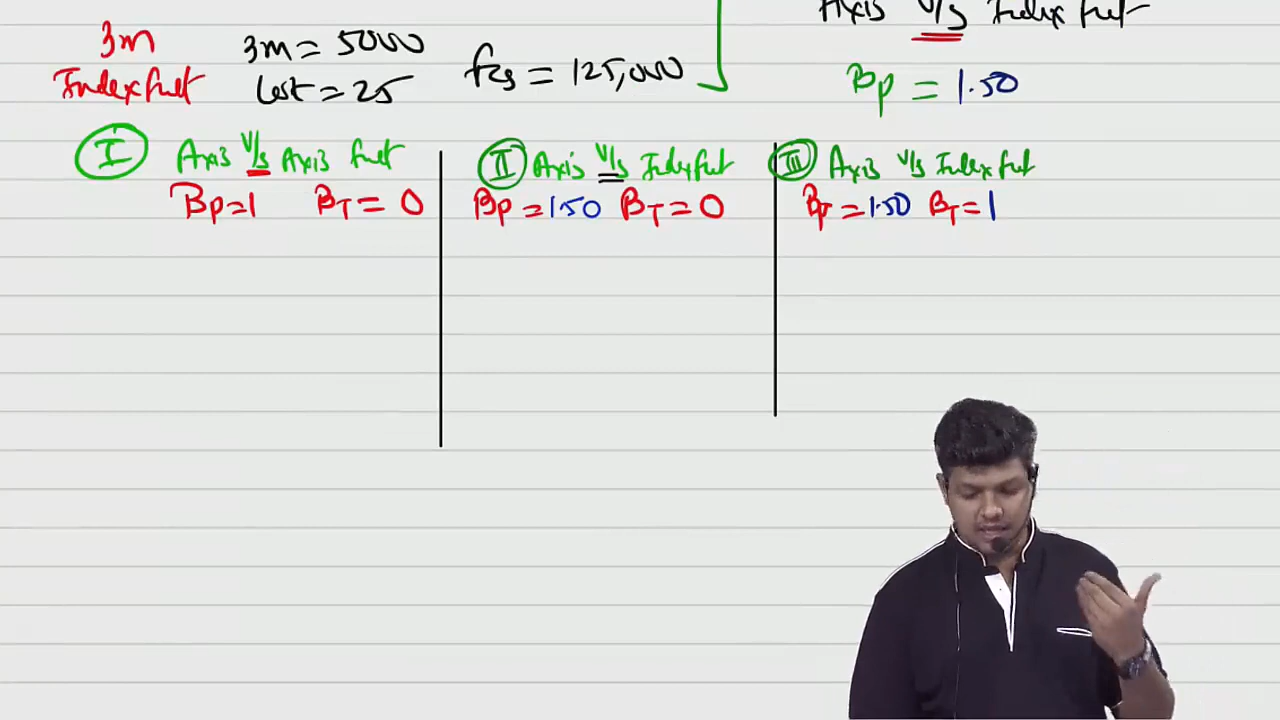 Axis V/s Index fut
3m
Index fut
3m = 5000
Lot = 25
FCS = 125,000
BP = 1.50
I Axis V/s Axis fut
BP=1 BT = 0
II Axis V/s Index fut
BP = 1.50 BT = 0
III Axis V/s Index fut
BP = 1.50 BT = 1